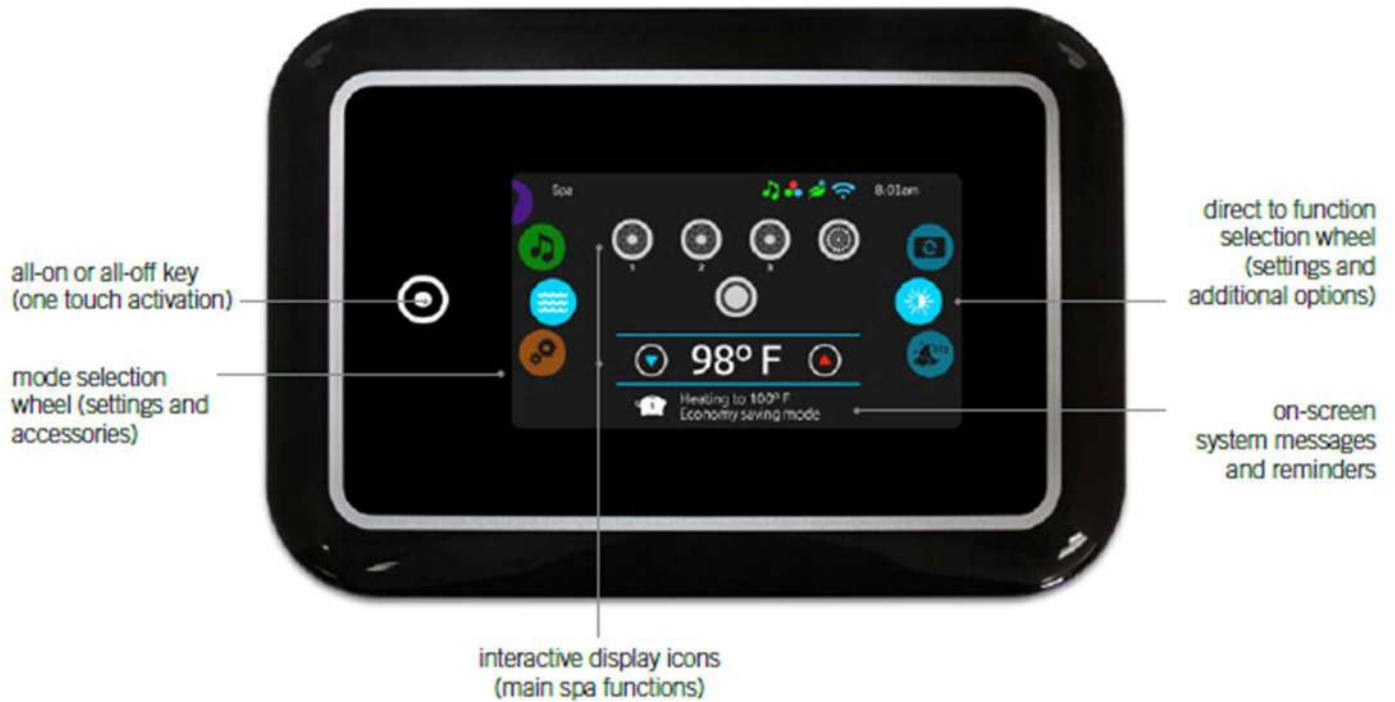 Spa
8:01am
1
2
3
98° F
1
Heating to 100° F
Economy saving mode
all-on or all-off key
(one touch activation)
mode selection
wheel (settings and
accessories)
direct to function
selection wheel
(settings and
additional options)
on-screen
system messages
and reminders
interactive display icons
(main spa functions)